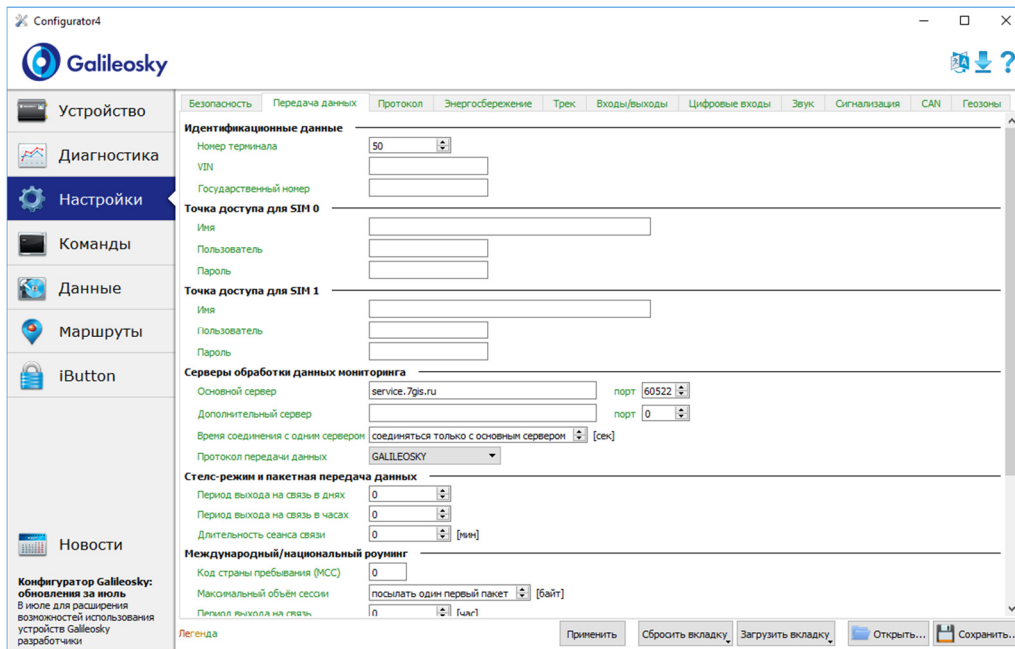 Configurator4
Galileosky
Устройство
Диагностика
Настройки
Команды
Данные
Маршруты
iButton
Новости
Конфигуратор Galileosky:
обновления за июль
В июле для расширения
возможностей использования
устройств Galileosky
разработчики
Безопасность Передача данных Протокол Энергосбережение Трек Входы/выходы Цифровые входы Звук Сигнализация CAN Геозоны
Идентификационные данные
Номер терминала 50
VIN
Государственный номер
Точка доступа для SIM 0
Имя
Пользователь
Пароль
Точка доступа для SIM 1
Имя
Пользователь
Пароль
Серверы обработки данных мониторинга
Основной сервер service.7gis.ru порт 60522
Дополнительный сервер порт 0
Время соединения с одним сервером соединяться только с основным сервером [сек]
Протокол передачи данных GALILEOSKY
Стелс-режим и пакетная передача данных
Период выхода на связь в днях 0
Период выхода на связь в часах 0
Длительность сеанса связи 0 [мин]
Международный/национальный роуминг
Код страны пребывания (MCC) 0
Максимальный объём сессии посылать один первый пакет [байт]
Период выхода на связь 0 [час]
Легенда
Применить Сбросить вкладку Загрузить вкладку Открыть... Сохранить...